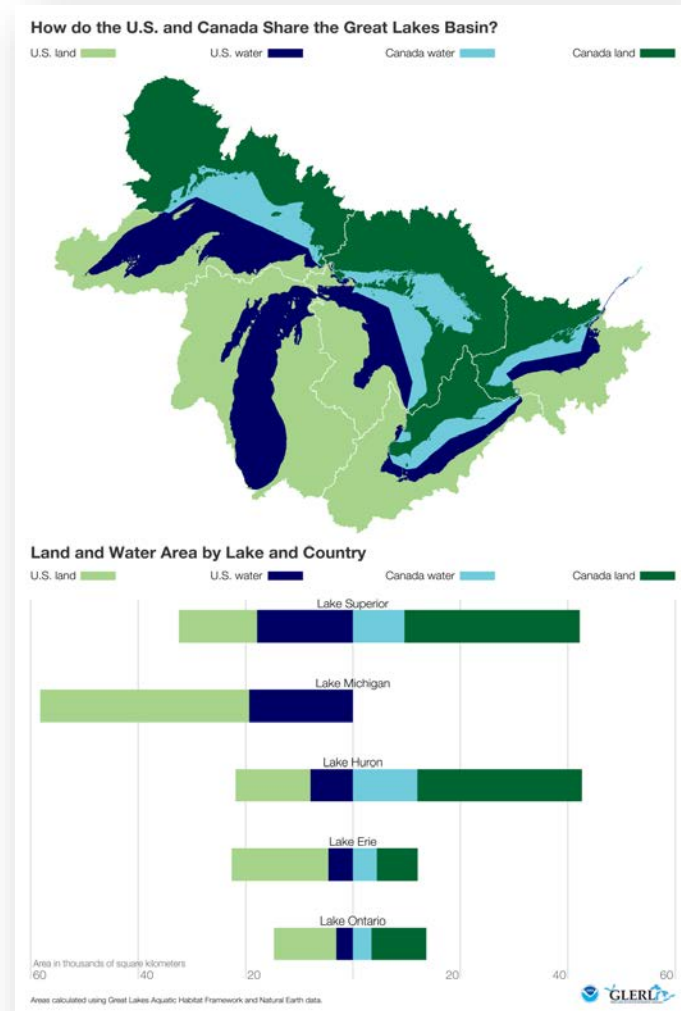 How do the U.S. and Canada Share the Great Lakes Basin?
U.S. land U.S. water Canada water Canada land
Land and Water Area by Lake and Country
U.S. land U.S. water Canada water Canada land
Lake Superior
Lake Michigan
Lake Huron
Lake Erie
Lake Ontario
Area in thousands of square kilometers
60 40 20 20 40 60
Areas calculated using Great Lakes Aquatic Habitat Framework and Natural Earth data.
GLERL